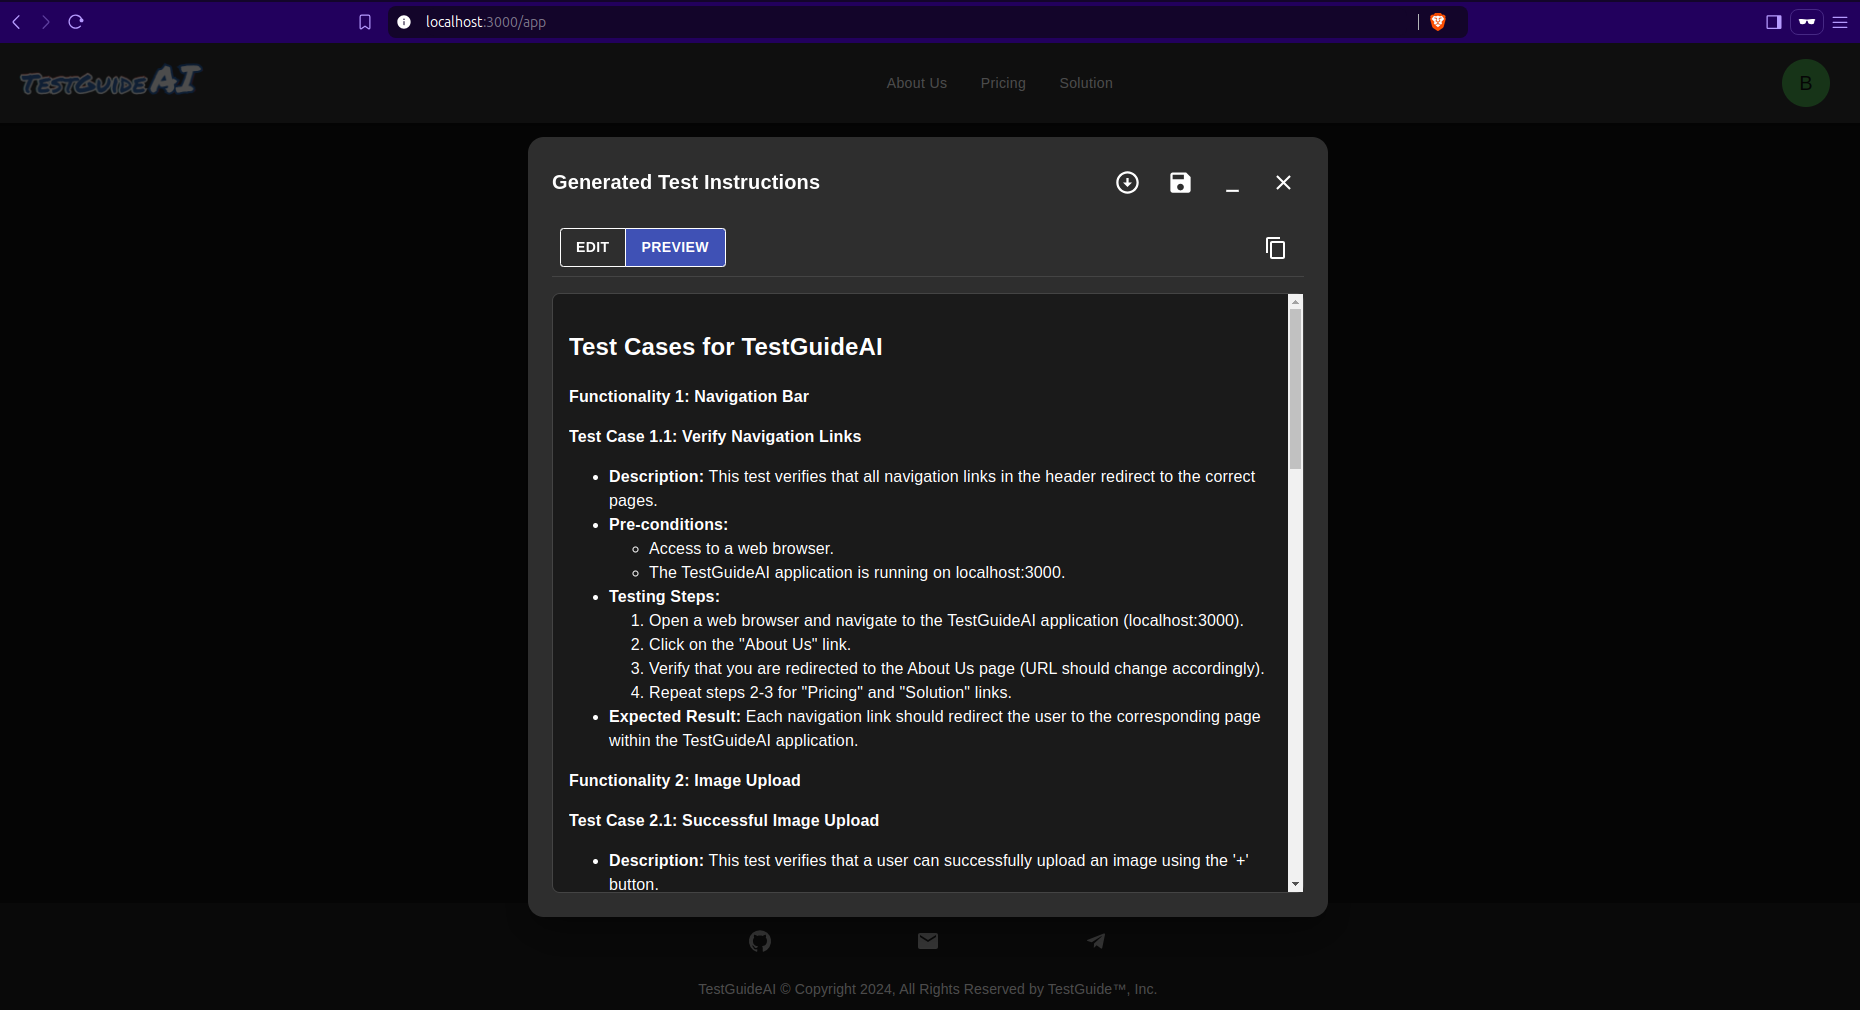 localhost:3000/app
TestGuide AI
About Us Pricing Solution
B
Generated Test Instructions
EDIT PREVIEW
Test Cases for TestGuideAI
Functionality 1: Navigation Bar
Test Case 1.1: Verify Navigation Links
• Description: This test verifies that all navigation links in the header redirect to the correct
pages.
• Pre-conditions:
◦ Access to a web browser.
◦ The TestGuideAI application is running on localhost:3000.
• Testing Steps:
1. Open a web browser and navigate to the TestGuideAI application (localhost:3000).
2. Click on the "About Us" link.
3. Verify that you are redirected to the About Us page (URL should change accordingly).
4. Repeat steps 2-3 for "Pricing" and "Solution" links.
• Expected Result: Each navigation link should redirect the user to the corresponding page
within the TestGuideAI application.
Functionality 2: Image Upload
Test Case 2.1: Successful Image Upload
• Description: This test verifies that a user can successfully upload an image using the '+'
button.
TestGuideAI © Copyright 2024, All Rights Reserved by TestGuide™, Inc.